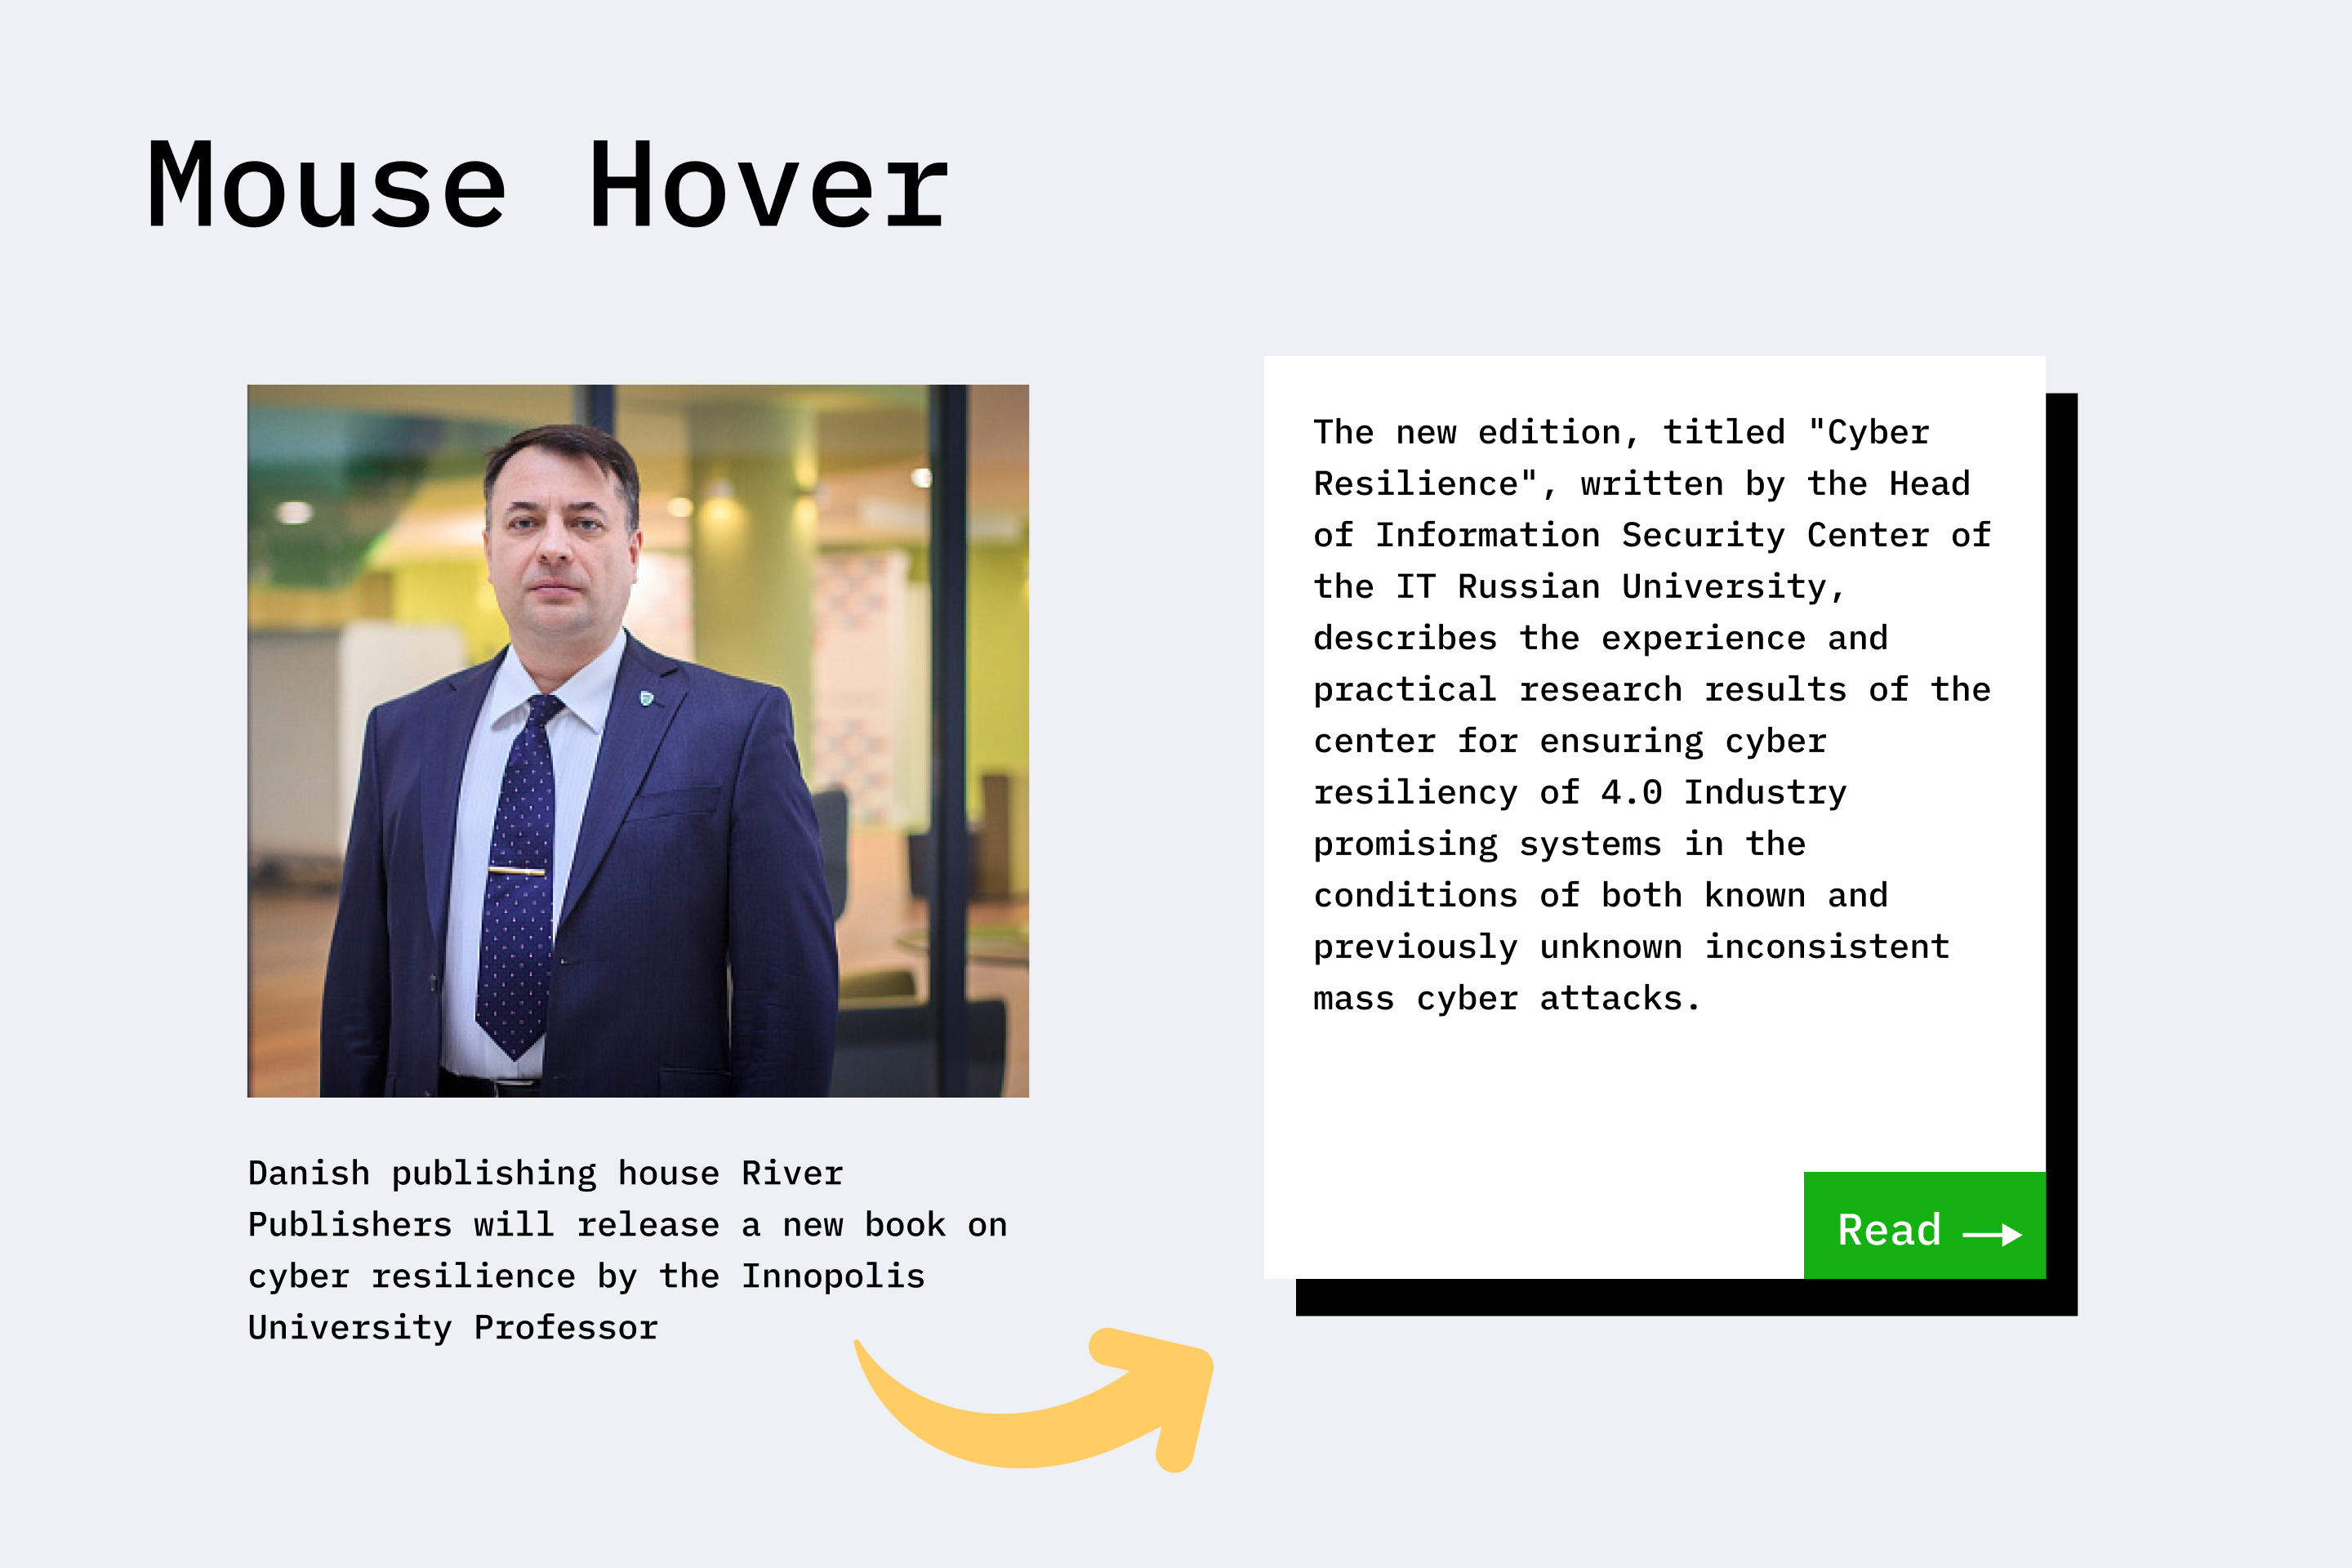 Mouse Hover
Danish publishing house River
Publishers will release a new book on
cyber resilience by the Innopolis
University Professor
The new edition, titled "Cyber
Resilience", written by the Head
of Information Security Center of
the IT Russian University,
describes the experience and
practical research results of the
center for ensuring cyber
resiliency of 4.0 Industry
promising systems in the
conditions of both known and
previously unknown inconsistent
mass cyber attacks.
Read